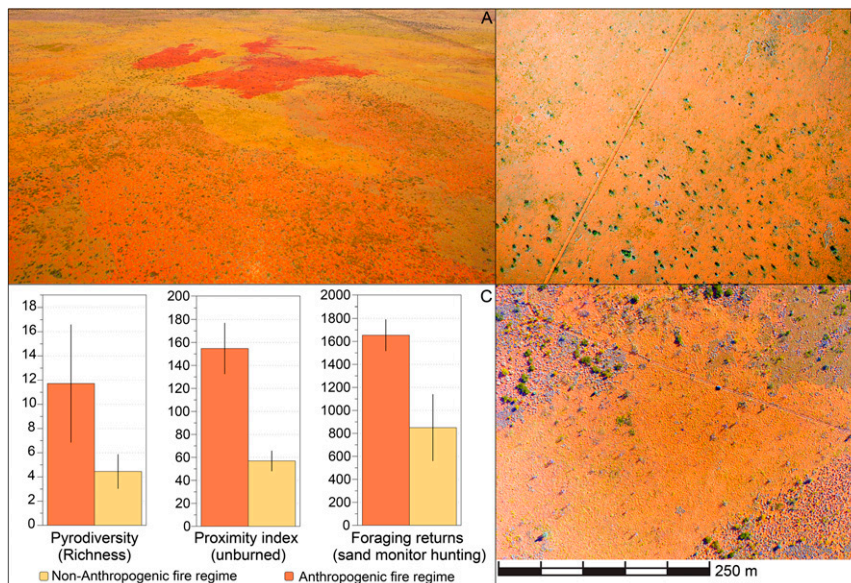 A
C
18
16
14
12
10
8
6
4
2
0
Pyrodiversity
(Richness)
200
180
160
140
120
100
80
60
40
20
0
Proximity index
(unburned)
2000
1800
1600
1400
1200
1000
800
600
400
200
0
Foraging returns
(sand monitor hunting)
Non-Anthropogenic fire regime
Anthropogenic fire regime
250 m